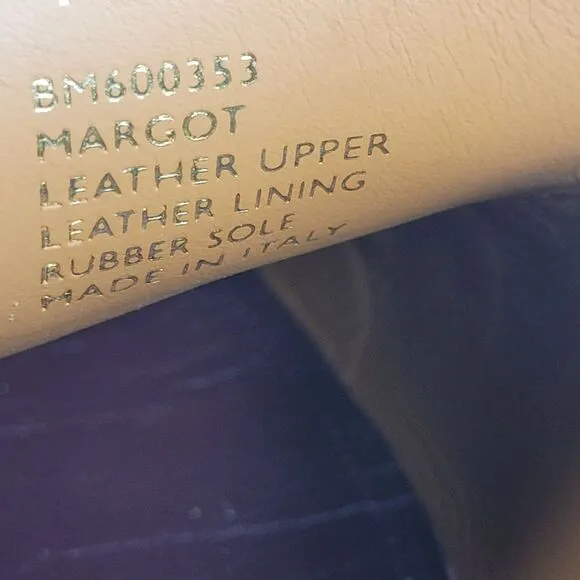 BM600353
MARGOT
LEATHER UPPER
LEATHER LINING
RUBBER SOLE
MADE IN ITALY